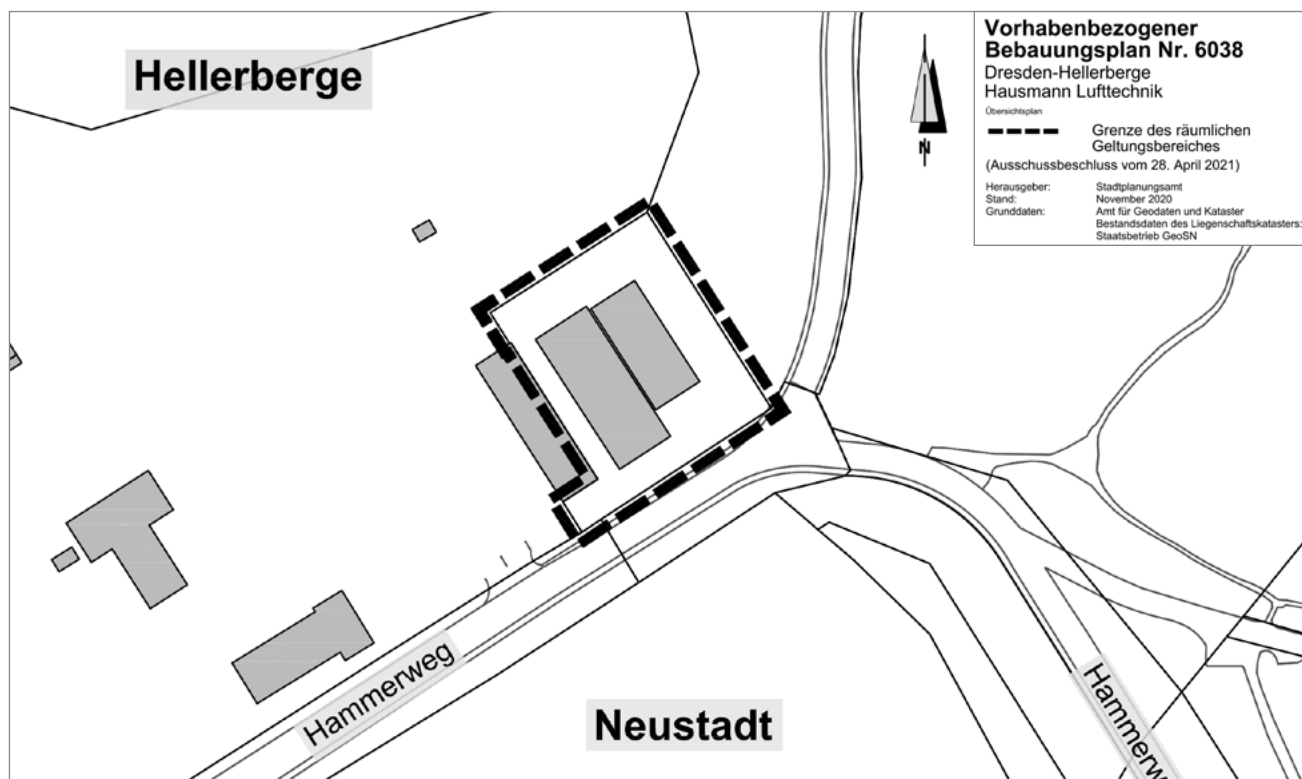 Hellerberge
Vorhabenbezogener
Bebauungsplan Nr. 6038
Dresden-Hellerberge
Hausmann Lufttechnik
Übersichtsplan
Grenze des räumlichen
Geltungsbereiches
(Ausschussbeschluss vom 28. April 2021)
Herausgeber: Stadtplanungsamt
Stand: November 2020
Grunddaten: Amt für Geodaten und Kataster
Bestandsdaten des Liegenschaftskatasters:
Staatsbetrieb GeoSN
N
Hammerweg
Neustadt
Hammerw